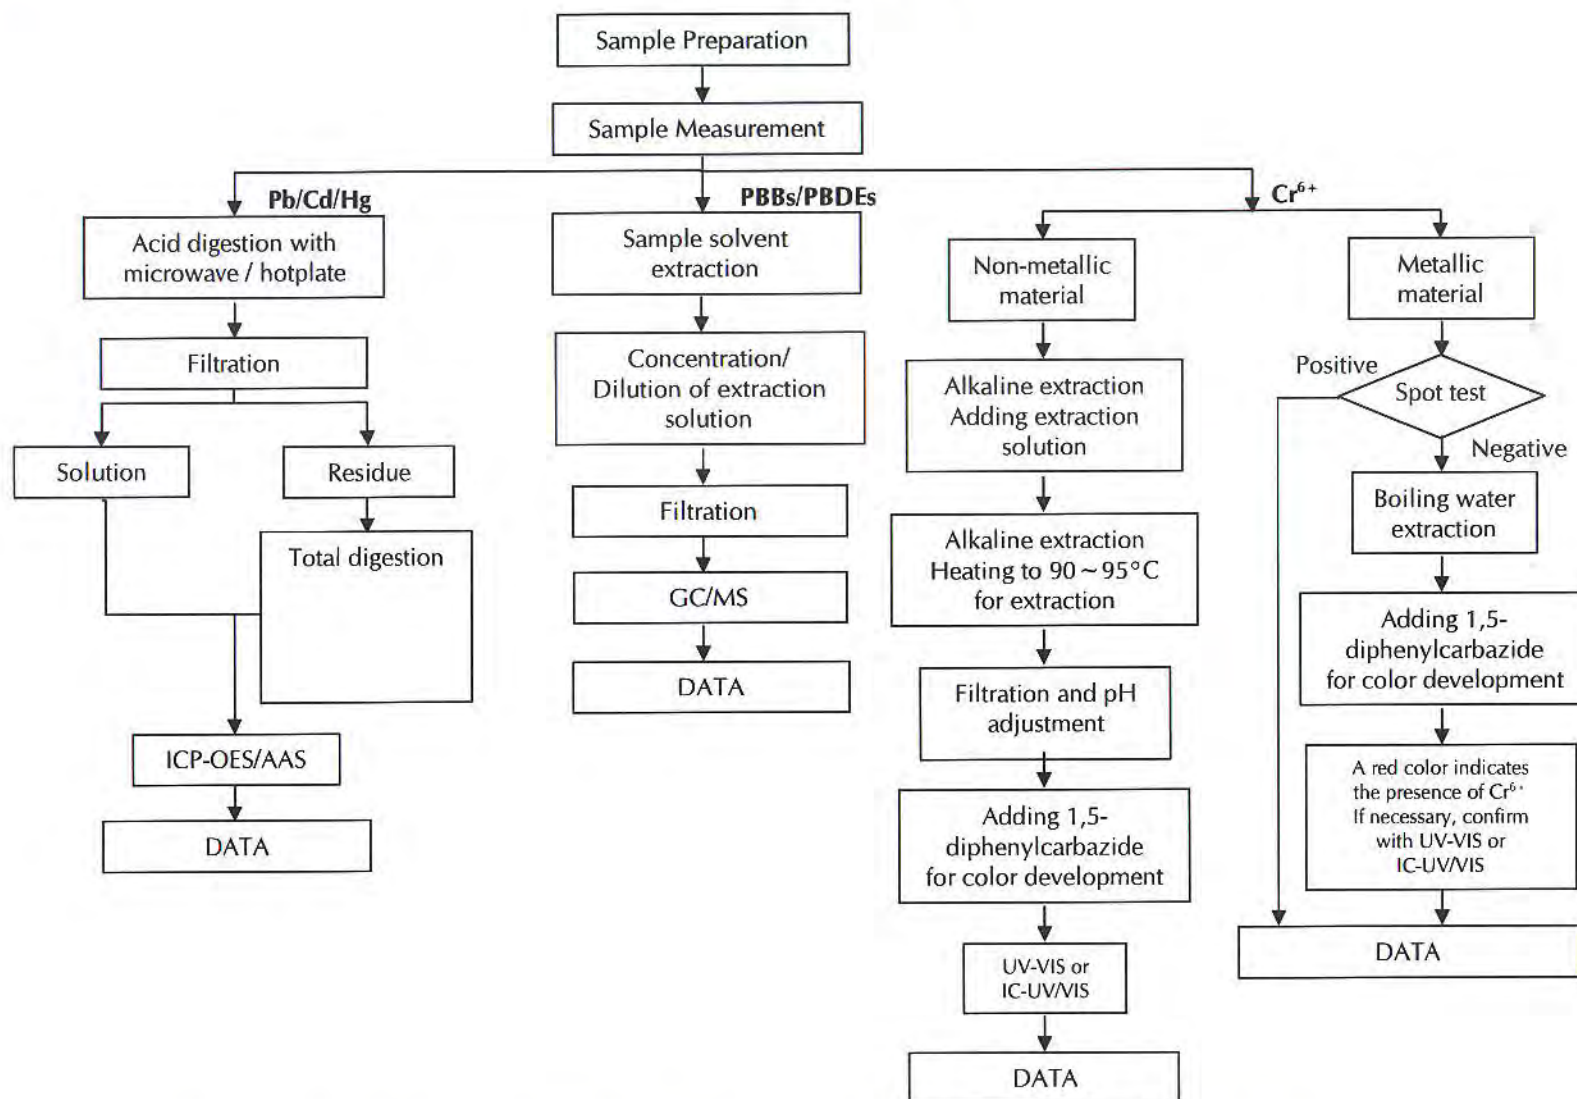 Sample Preparation
Sample Measurement
Pb/Cd/Hg
Acid digestion with
microwave / hotplate
Filtration
Solution
Residue
Total digestion
ICP-OES/AAS
DATA
PBBs/PBDEs
Sample solvent
extraction
Concentration/
Dilution of extraction
solution
Filtration
GC/MS
DATA
Cr⁶⁺
Non-metallic
material
Alkaline extraction
Adding extraction
solution
Alkaline extraction
Heating to 90 ~ 95°C
for extraction
Filtration and pH
adjustment
Adding 1,5-
diphenylcarbazide
for color development
UV-VIS or
IC-UV/VIS
DATA
Metallic
material
Positive
Spot test
Negative
Boiling water
extraction
Adding 1,5-
diphenylcarbazide
for color development
A red color indicates
the presence of Cr⁶⁺
If necessary, confirm
with UV-VIS or
IC-UV/VIS
DATA